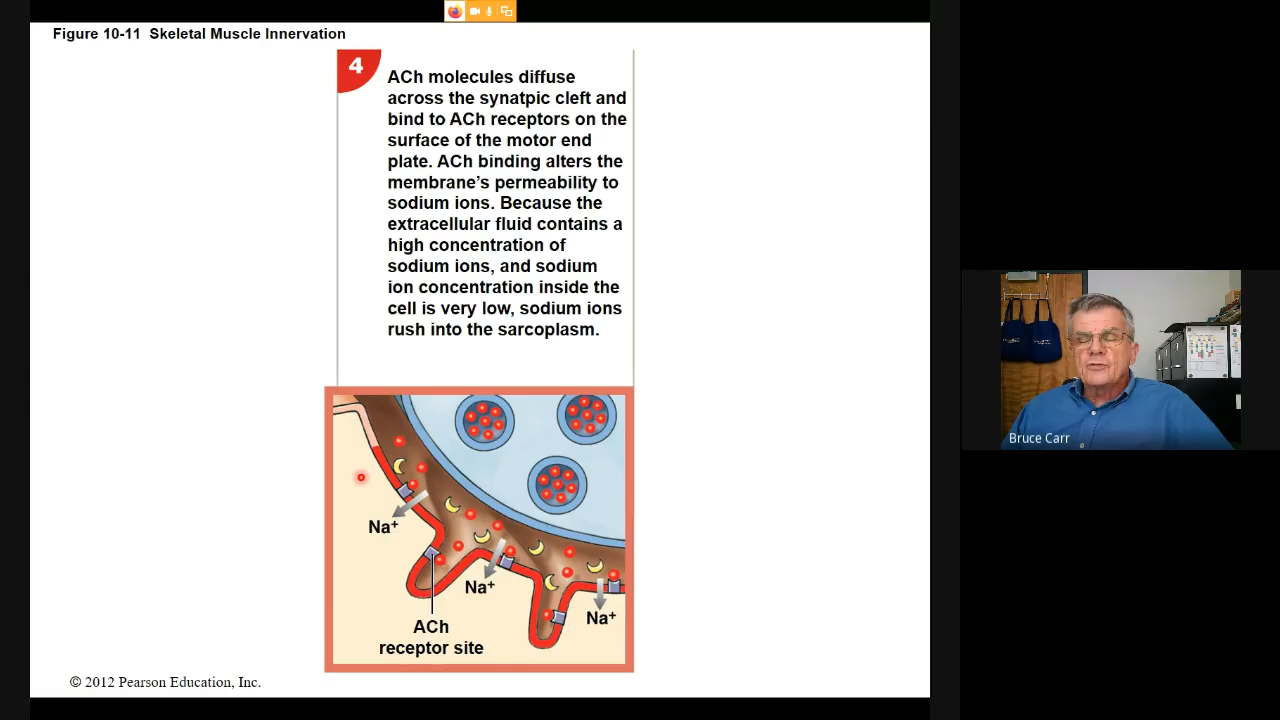 Figure 10-11 Skeletal Muscle Innervation
4
ACh molecules diffuse
across the synatpic cleft and
bind to ACh receptors on the
surface of the motor end
plate. ACh binding alters the
membrane's permeability to
sodium ions. Because the
extracellular fluid contains a
high concentration of
sodium ions, and sodium
ion concentration inside the
cell is very low, sodium ions
rush into the sarcoplasm.
Na⁺
Na⁺
Na⁺
ACh
receptor site
© 2012 Pearson Education, Inc.
Bruce Carr